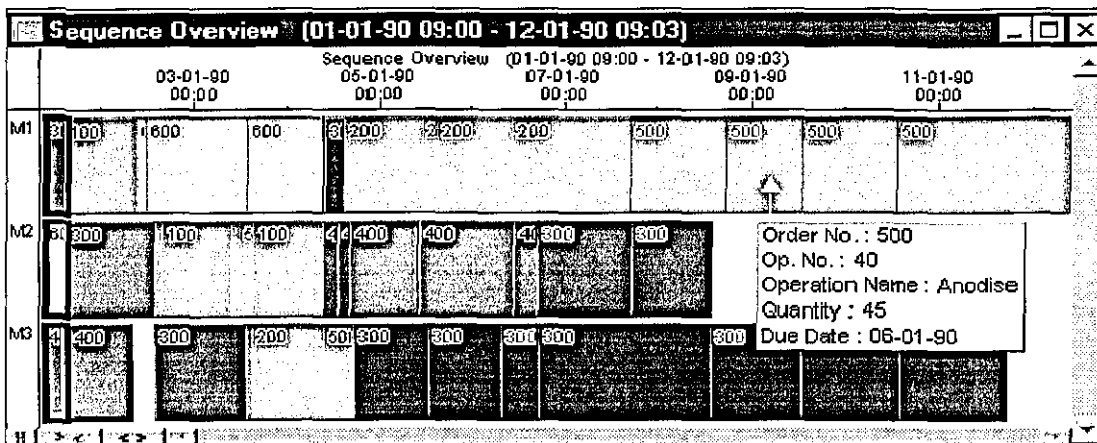 Sequence Overview (01-01-90 09:00 - 12-01-90 09:03)
Sequence Overview (01-01-90 09:00 - 12-01-90 09:03)
03-01-90 05-01-90 07-01-90 09-01-90 11-01-90
00:00 00:00 00:00 00:00 00:00
M1 100 600 600 200 200 200 500 500 500 500
M2 300 100 100 400 400 300 300
Order No.: 500
Op. No.: 40
Operation Name: Anodise
Quantity: 45
Due Date: 06-01-90
M3 4 400 300 200 300 300 300 300 300